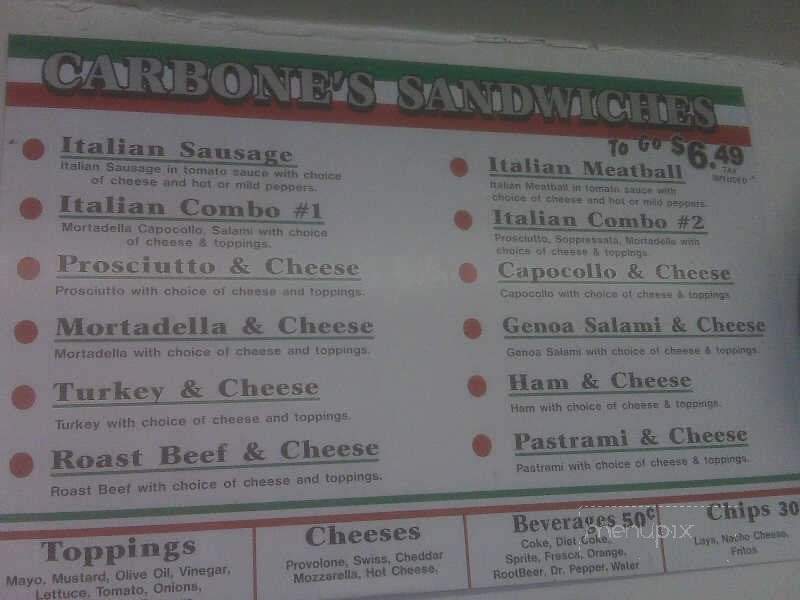 CARBONE'S SANDWICHES
TO GO $6.49
TAX
INCLUDED
Italian Sausage
Italian Sausage in tomato sauce with choice
of cheese and hot or mild peppers.
Italian Combo #1
Mortadella Capocollo, Salami with choice
of cheese & toppings.
Prosciutto & Cheese
Prosciutto with choice of cheese and toppings.
Mortadella & Cheese
Mortadella with choice of cheese and toppings.
Turkey & Cheese
Turkey with choice of cheese and toppings.
Roast Beef & Cheese
Roast Beef with choice of cheese and toppings.
Italian Meatball
Italian Meatball in tomato sauce with
choice of cheese and hot or mild peppers.
Italian Combo #2
Prosciutto, Soppressata, Mortadella with
choice of cheese & toppings.
Capocollo & Cheese
Capocollo with choice of cheese & toppings
Genoa Salami & Cheese
Genoa Salami with choice of cheese & toppings.
Ham & Cheese
Ham with choice of cheese & toppings.
Pastrami & Cheese
Pastrami with choice of cheese & toppings.
Toppings
Mayo, Mustard, Olive Oil, Vinegar,
Lettuce, Tomato, Onions,
Cheeses
Provolone, Swiss, Cheddar
Mozzarella, Hot Cheese,
Beverages 50¢
Coke, Diet Coke,
Sprite, Fresca, Orange,
RootBeer, Dr. Pepper, Water
Chips 30
Lays, Nacho Cheese,
Fritos
menupix